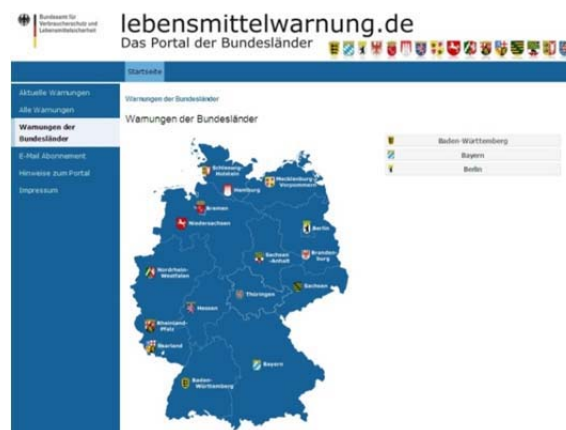 Bundesamt für
Verbraucherschutz und
Lebensmittelsicherheit
lebensmittelwarnung.de
Das Portal der Bundesländer
Startseite
Aktuelle Warnungen
Alle Warnungen
Warnungen der
Bundesländer
E-Mail Abonnement
Hinweise zum Portal
Impressum
Warnungen der Bundesländer
Warnungen der Bundesländer
Schleswig-
Holstein
Mecklenburg-
Vorpommern
Hamburg
Bremen
Niedersachsen
Berlin
Sachsen
-Anhalt
Branden
burg
Nordrhein-
Westfalen
Sachsen
Thüringen
Hessen
Rheinland-
Pfalz
Saarland
Bayern
Baden-
Württemberg
Baden-Württemberg
Bayern
Berlin